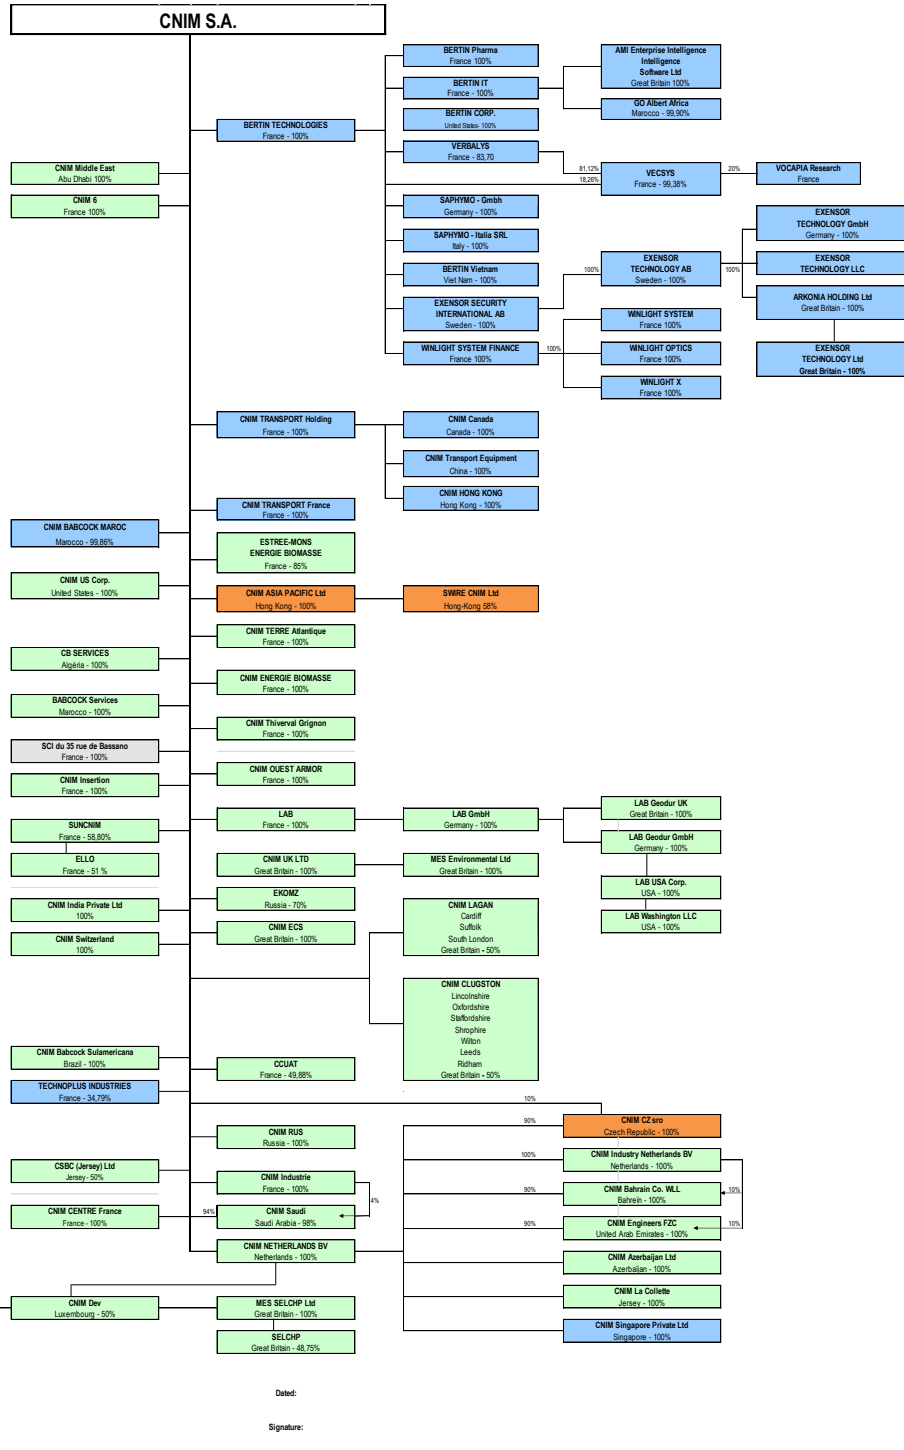 CNIM S.A.
BERTIN Pharma
France 100%
AMI Enterprise Intelligence
Intelligence
Software Ltd
Great Britain 100%
BERTIN IT
France - 100%
GO Albert Africa
Marocco - 99,90%
BERTIN CORP.
United States- 100%
BERTIN TECHNOLOGIES
France - 100%
VERBALYS
France - 83,70
81,12%
18,26%
VECSYS
France - 99,38%
20%
VOCAPIA Research
France
CNIM Middle East
Abu Dhabi 100%
CNIM 6
France 100%
SAPHYMO - Gmbh
Germany - 100%
SAPHYMO - Italia SRL
Italy - 100%
EXENSOR
TECHNOLOGY GmbH
Germany - 100%
BERTIN Vietnam
Viet Nam - 100%
100%
EXENSOR
TECHNOLOGY AB
Sweden - 100%
100%
EXENSOR
TECHNOLOGY LLC
EXENSOR SECURITY
INTERNATIONAL AB
Sweden - 100%
ARKONIA HOLDING Ltd
Great Britain - 100%
WINLIGHT SYSTEM
France 100%
WINLIGHT SYSTEM FINANCE
France 100%
100%
WINLIGHT OPTICS
France 100%
EXENSOR
TECHNOLOGY Ltd
Great Britain - 100%
WINLIGHT X
France 100%
CNIM TRANSPORT Holding
France - 100%
CNIM Canada
Canada - 100%
CNIM Transport Equipment
China - 100%
CNIM HONG KONG
Hong Kong - 100%
CNIM TRANSPORT France
France - 100%
CNIM BABCOCK MAROC
Marocco - 99,86%
ESTREE-MONS
ENERGIE BIOMASSE
France - 85%
CNIM US Corp.
United States - 100%
CNIM ASIA PACIFIC Ltd
Hong Kong - 100%
SWIRE CNIM Ltd
Hong-Kong 58%
CNIM TERRE Atlantique
France - 100%
CB SERVICES
Algéria - 100%
CNIM ENERGIE BIOMASSE
France - 100%
BABCOCK Services
Marocco - 100%
CNIM Thiverval Grignon
France - 100%
SCI du 35 rue de Bassano
France - 100%
CNIM OUEST ARMOR
France - 100%
CNIM Insertion
France - 100%
LAB
France - 100%
LAB GmbH
Germany - 100%
LAB Geodur UK
Great Britain - 100%
SUNCNIM
France - 58,80%
LAB Geodur GmbH
Germany - 100%
ELLO
France - 51 %
CNIM UK LTD
Great Britain - 100%
MES Environmental Ltd
Great Britain - 100%
LAB USA Corp.
USA - 100%
EKOMZ
Russia - 70%
CNIM India Private Ltd
100%
CNIM LAGAN
Cardiff
Suffolk
South London
Great Britain - 50%
LAB Washington LLC
USA - 100%
CNIM ECS
Great Britain - 100%
CNIM Switzerland
100%
CNIM CLUGSTON
Lincolnshire
Oxfordshire
Staffordshire
Shrophire
Wilton
Leeds
Ridham
Great Britain - 50%
CNIM Babcock Sulamericana
Brazil - 100%
CCUAT
France - 49,88%
TECHNOPLUS INDUSTRIES
France - 34,79%
10%
90%
CNIM CZ sro
Czech Republic - 100%
CNIM RUS
Russia - 100%
100%
CNIM Industry Netherlands BV
Netherlands - 100%
CSBC (Jersey) Ltd
Jersey - 50%
CNIM Industrie
France - 100%
4%
90%
CNIM Bahrain Co. WLL
Bahreïn - 100%
10%
CNIM CENTRE France
France - 100%
94%
CNIM Saudi
Saudi Arabia - 98%
90%
CNIM Engineers FZC
United Arab Emirates - 100%
10%
CNIM NETHERLANDS BV
Netherlands - 100%
CNIM Azerbaijan Ltd
Azerbaijan - 100%
CNIM Dev
Luxembourg - 50%
MES SELCHP Ltd
Great Britain - 100%
CNIM La Collette
Jersey - 100%
SELCHP
Great Britain - 48,75%
CNIM Singapore Private Ltd
Singapore - 100%
Dated:
Signature: